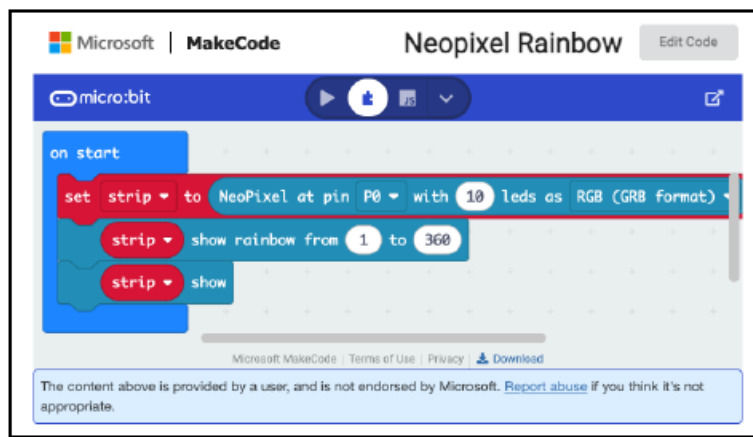 Microsoft | MakeCode
Neopixel Rainbow
Edit Code
micro:bit
JS
on start
set strip to NeoPixel at pin P0 with 10 leds as RGB (GRB format)
strip show rainbow from 1 to 360
strip show
Microsoft MakeCode | Terms of Use | Privacy | Download
The content above is provided by a user, and is not endorsed by Microsoft. Report abuse if you think it's not
appropriate.